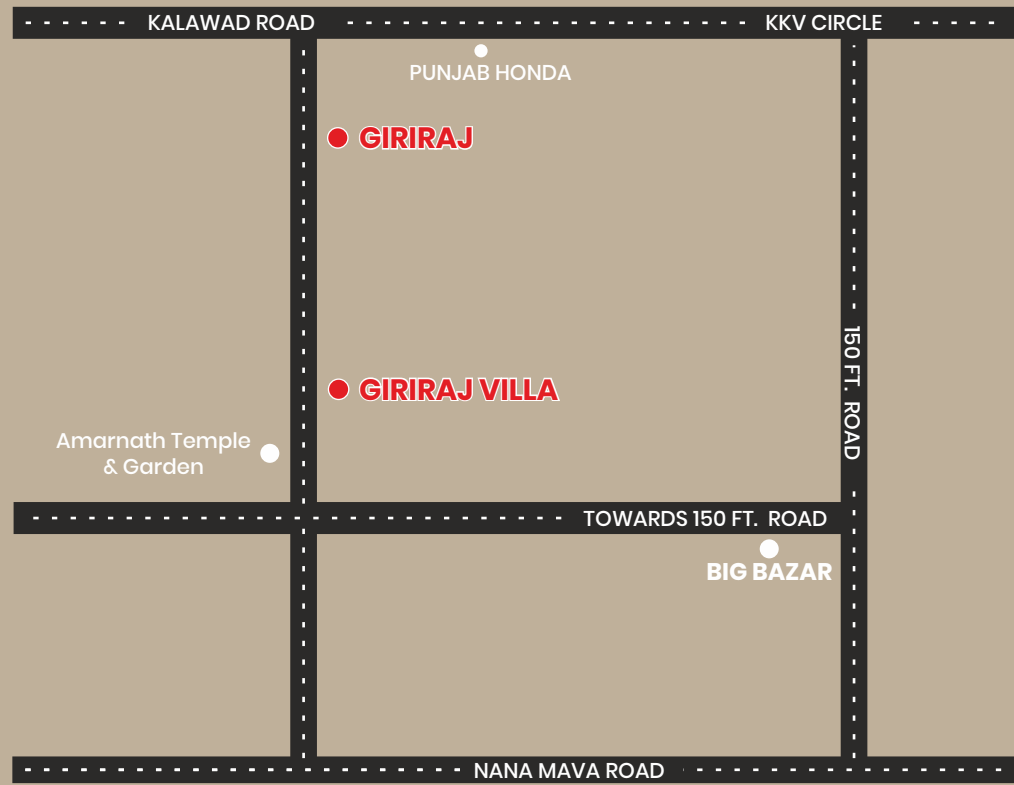 KALAWAD ROAD
KKV CIRCLE
PUNJAB HONDA
GIRIRAJ
150 FT. ROAD
GIRIRAJ VILLA
Amarnath Temple
& Garden
TOWARDS 150 FT. ROAD
BIG BAZAR
NANA MAVA ROAD